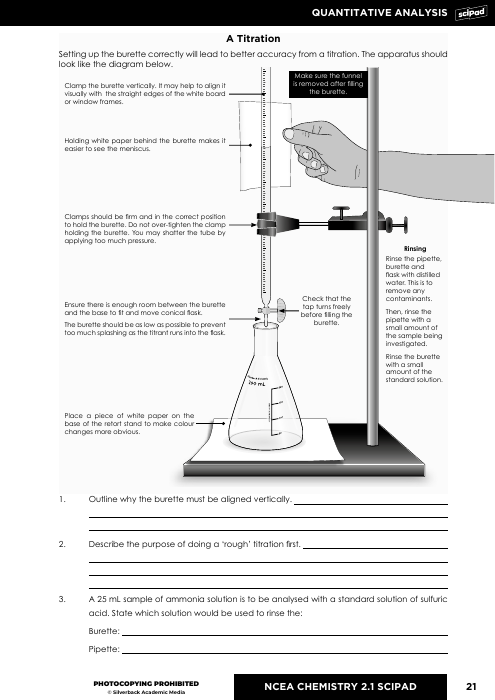 QUANTITATIVE ANALYSIS scipad
A Titration
Setting up the burette correctly will lead to better accuracy from a titration. The apparatus should
look like the diagram below.
Make sure the funnel
is removed after filling
the burette.
Clamp the burette vertically. It may help to align it
visually with the straight edges of the white board
or window frames.
Holding white paper behind the burette makes it
easier to see the meniscus.
Clamps should be firm and in the correct position
to hold the burette. Do not over-tighten the clamp
holding the burette. You may shatter the tube by
applying too much pressure.
Rinsing
Rinse the pipette,
burette and
flask with distilled
water. This is to
remove any
contaminants.
Then, rinse the
pipette with a
small amount of
the sample being
investigated.
Rinse the burette
with a small
amount of the
standard solution.
Ensure there is enough room between the burette
and the base to fit and move conical flask.
The burette should be as low as possible to prevent
too much splashing as the titrant runs into the flask.
Check that the
tap turns freely
before filling the
burette.
250 mL
Place a piece of white paper on the
base of the retort stand to make colour
changes more obvious.
1. Outline why the burette must be aligned vertically.
2. Describe the purpose of doing a ‘rough’ titration first.
3. A 25 mL sample of ammonia solution is to be analysed with a standard solution of sulfuric
acid. State which solution would be used to rinse the:
Burette:
Pipette:
PHOTOCOPYING PROHIBITED
© Silverback Academic Media
NCEA CHEMISTRY 2.1 SCIPAD
21